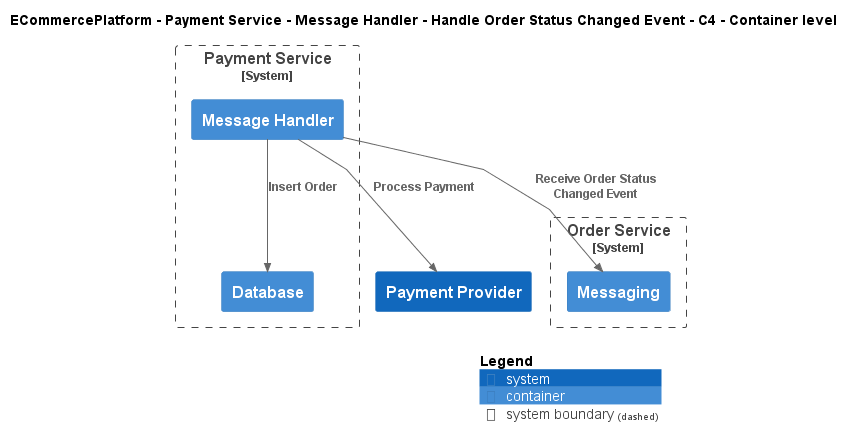 ECommercePlatform - Payment Service - Message Handler - Handle Order Status Changed Event - C4 - Container level
Payment Service
[System]
Message Handler
Insert Order
Process Payment
Receive Order Status
Changed Event
Order Service
[System]
Database
Payment Provider
Messaging
Legend
system
container
system boundary (dashed)